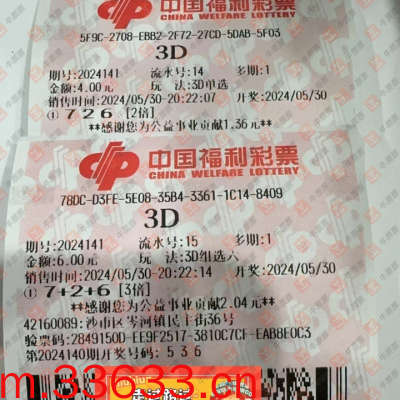 中国福利彩票
CHINA WELFARE LOTTERY
5F9C-2708-EBB2-2F72-27CD-5DAB-5F03
3D
期号:2024141 流水号:14 多期:1
金额:4.00元 玩 法:3D单选
销售时间:2024/05/30-20:22:07 开奖:2024/05/30
① 7 2 6 [2倍]
**感谢您为公益事业贡献1.36元**
中国福利彩票
CHINA WELFARE LOTTERY
78DC-D3FE-5E08-35B4-3361-1C14-8409
3D
期号:2024141 流水号:15 多期:1
金额:6.00元 玩 法:3D组选六
销售时间:2024/05/30-20:22:14 开奖:2024/05/30
① 7+2+6 [3倍]
**感谢您为公益事业贡献2.04元**
42160089:沙市区岑河镇民主街36号
验票码:2849150D-EE9F2517-3810C7CF-EAB8E0C3
第2024140期开奖号码:5 3 6
m.33633.cn